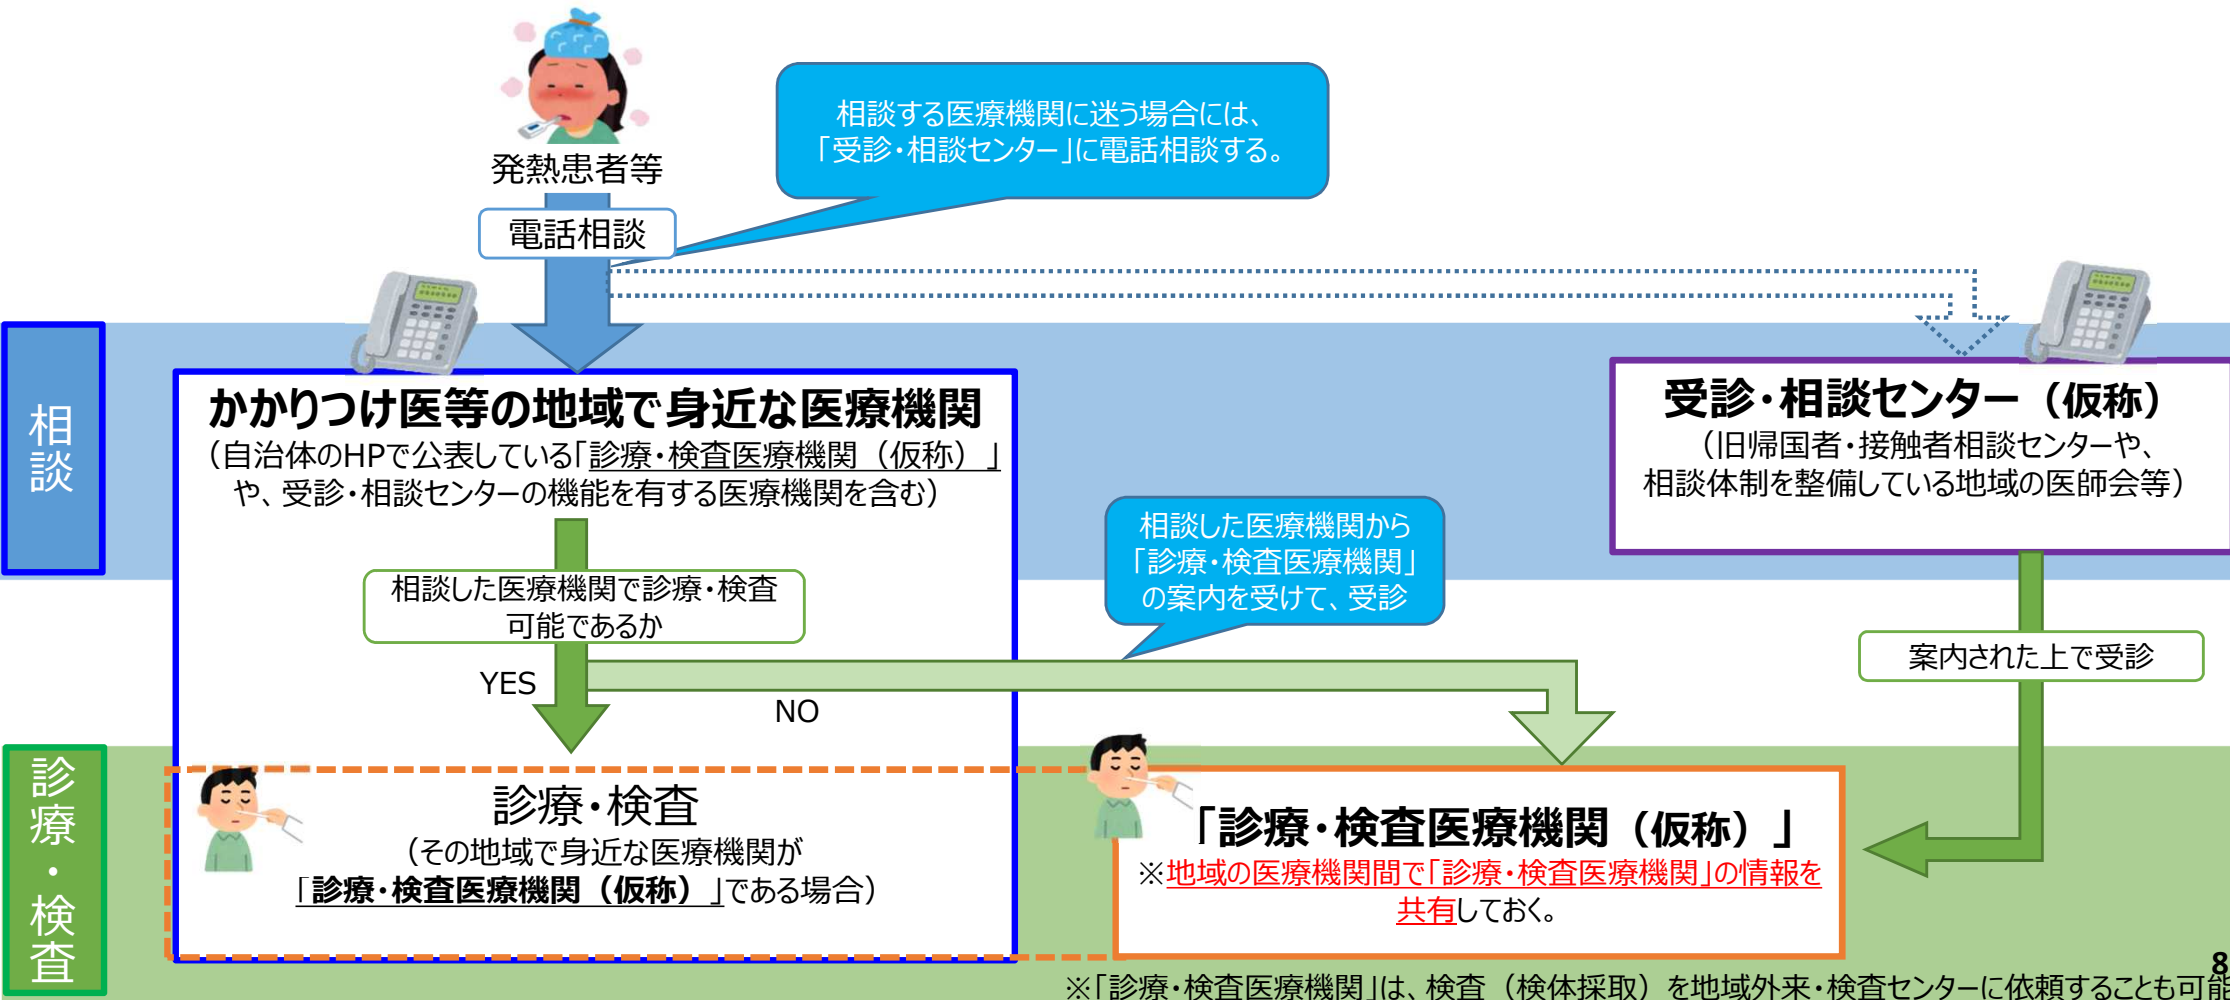 発熱患者等
電話相談
相談する医療機関に迷う場合には、
「受診・相談センター」に電話相談する。
相談
かかりつけ医等の地域で身近な医療機関
（自治体のHPで公表している「診療・検査医療機関（仮称）」
や、受診・相談センターの機能を有する医療機関を含む）
受診・相談センター（仮称）
（旧帰国者・接触者相談センターや、
相談体制を整備している地域の医師会等）
相談した医療機関で診療・検査
可能であるか
相談した医療機関から
「診療・検査医療機関」
の案内を受けて、受診
案内された上で受診
YES
NO
診療・検査
診療・検査
（その地域で身近な医療機関が
「診療・検査医療機関（仮称）」である場合）
「診療・検査医療機関（仮称）」
※地域の医療機関間で「診療・検査医療機関」の情報を
共有しておく。
8
※「診療・検査医療機関」は、検査（検体採取）を地域外来・検査センターに依頼することも可能